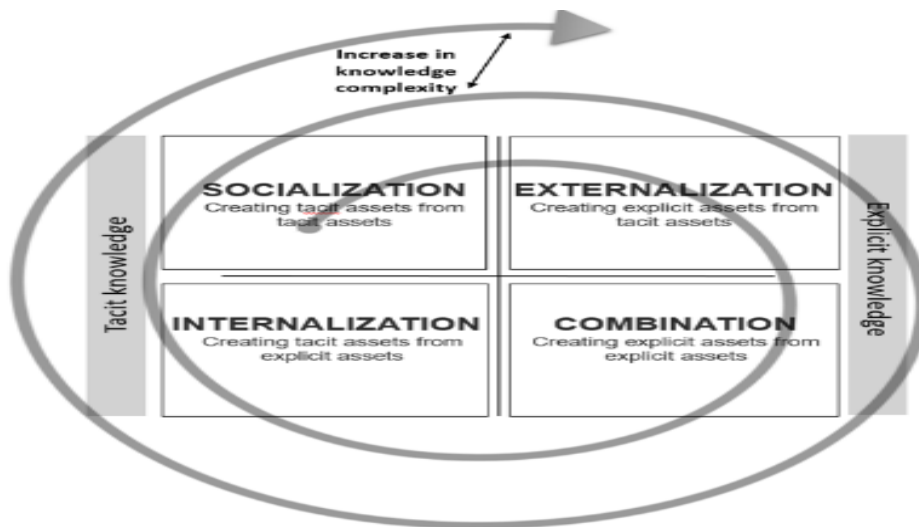 Increase in
knowledge
complexity
Tacit knowledge
SOCIALIZATION
Creating tacit assets from
tacit assets
EXTERNALIZATION
Creating explicit assets from
tacit assets
Explicit knowledge
INTERNALIZATION
Creating tacit assets from
explicit assets
COMBINATION
Creating explicit assets from
explicit assets